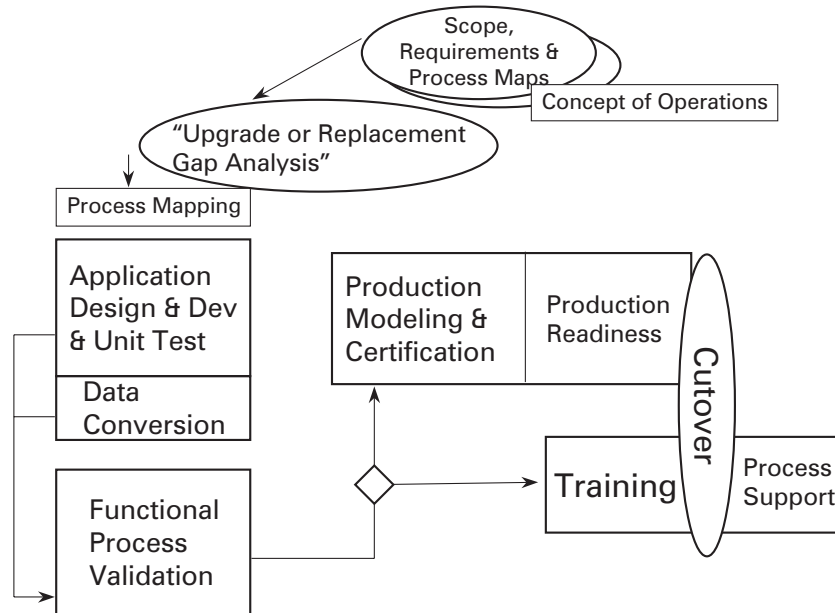 Scope,
Requirements &
Process Maps
Concept of Operations
“Upgrade or Replacement
Gap Analysis”
Process Mapping
Application
Design & Dev
& Unit Test
Data
Conversion
Functional
Process
Validation
Production
Modeling &
Certification
Production
Readiness
Cutover
Training
Process
Support